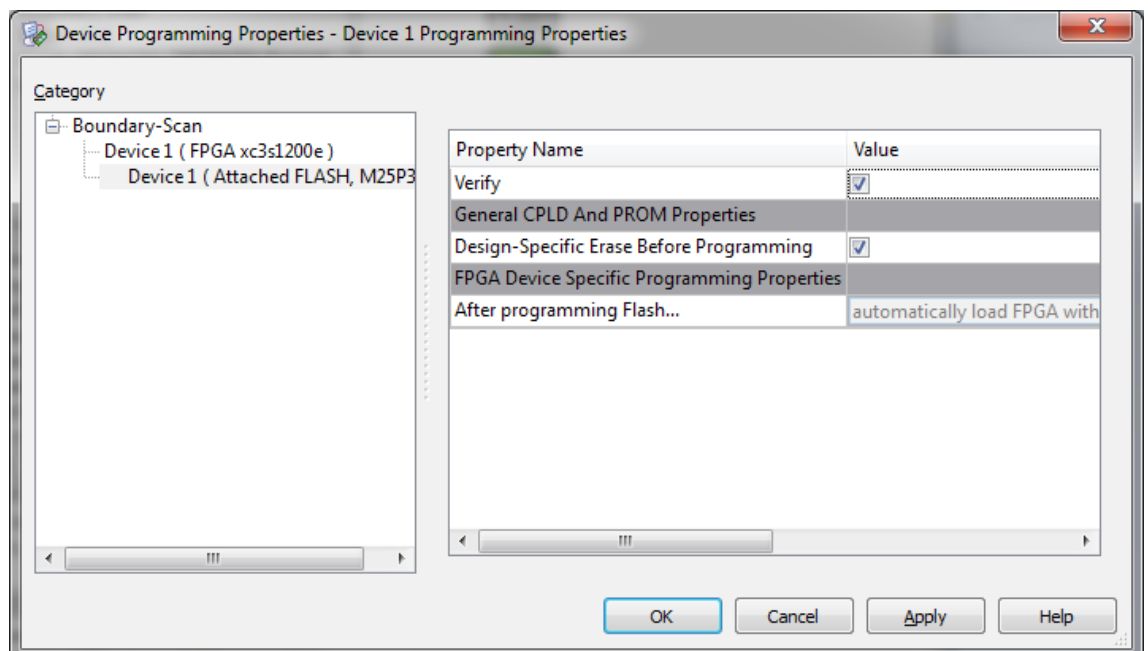 Device Programming Properties - Device 1 Programming Properties
Category
Boundary-Scan
Device 1 ( FPGA xc3s1200e )
Device 1 ( Attached FLASH, M25P3
Property Name Value
Verify
General CPLD And PROM Properties
Design-Specific Erase Before Programming
FPGA Device Specific Programming Properties
After programming Flash... automatically load FPGA with
OK Cancel Apply Help